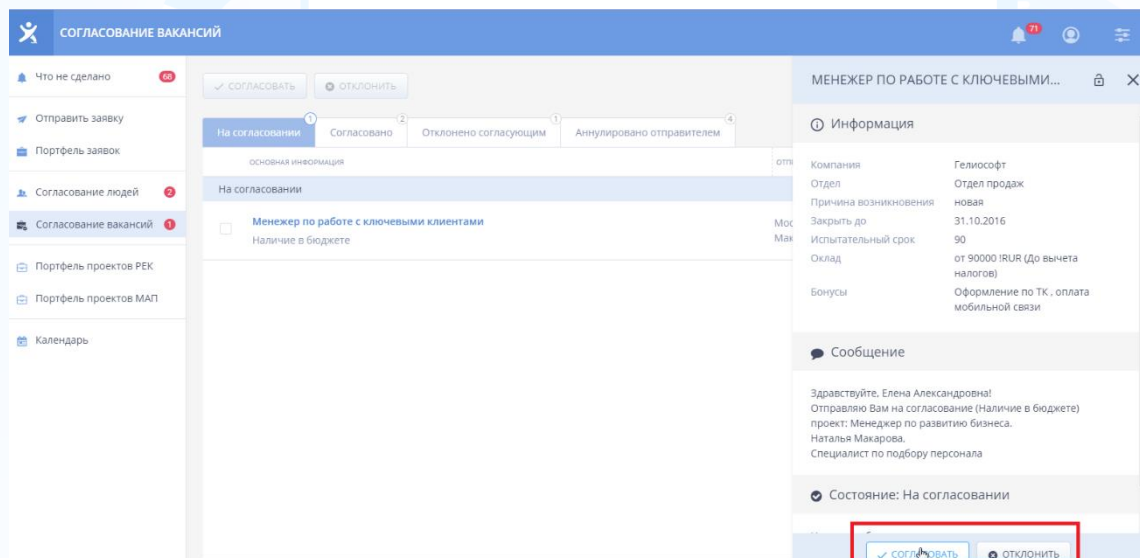 СОГЛАСОВАНИЕ ВАКАНСИЙ
71
Что не сделано 68
Отправить заявку
Портфель заявок
Согласование людей 2
Согласование вакансий 1
Портфель проектов РЕК
Портфель проектов МАП
Календарь
СОГЛАСОВАТЬ ОТКЛОНИТЬ
На согласовании 1 Согласовано 2 Отклонено согласующим 1 Аннулировано отправителем 4
ОСНОВНАЯ ИНФОРМАЦИЯ
На согласовании
Менежер по работе с ключевыми клиентами
Наличие в бюджете
МЕНЕЖЕР ПО РАБОТЕ С КЛЮЧЕВЫМИ...
Информация
Компания Гелиософт
Отдел Отдел продаж
Причина возникновения новая
Закрыть до 31.10.2016
Испытательный срок 90
Оклад от 90000 !RUR (До вычета
налогов)
Бонусы Оформление по ТК , оплата
мобильной связи
Сообщение
Здравствуйте, Елена Александровна!
Отправляю Вам на согласование (Наличие в бюджете)
проект: Менеджер по развитию бизнеса.
Наталья Макарова.
Специалист по подбору персонала
Состояние: На согласовании
СОГЛАСОВАТЬ ОТКЛОНИТЬ